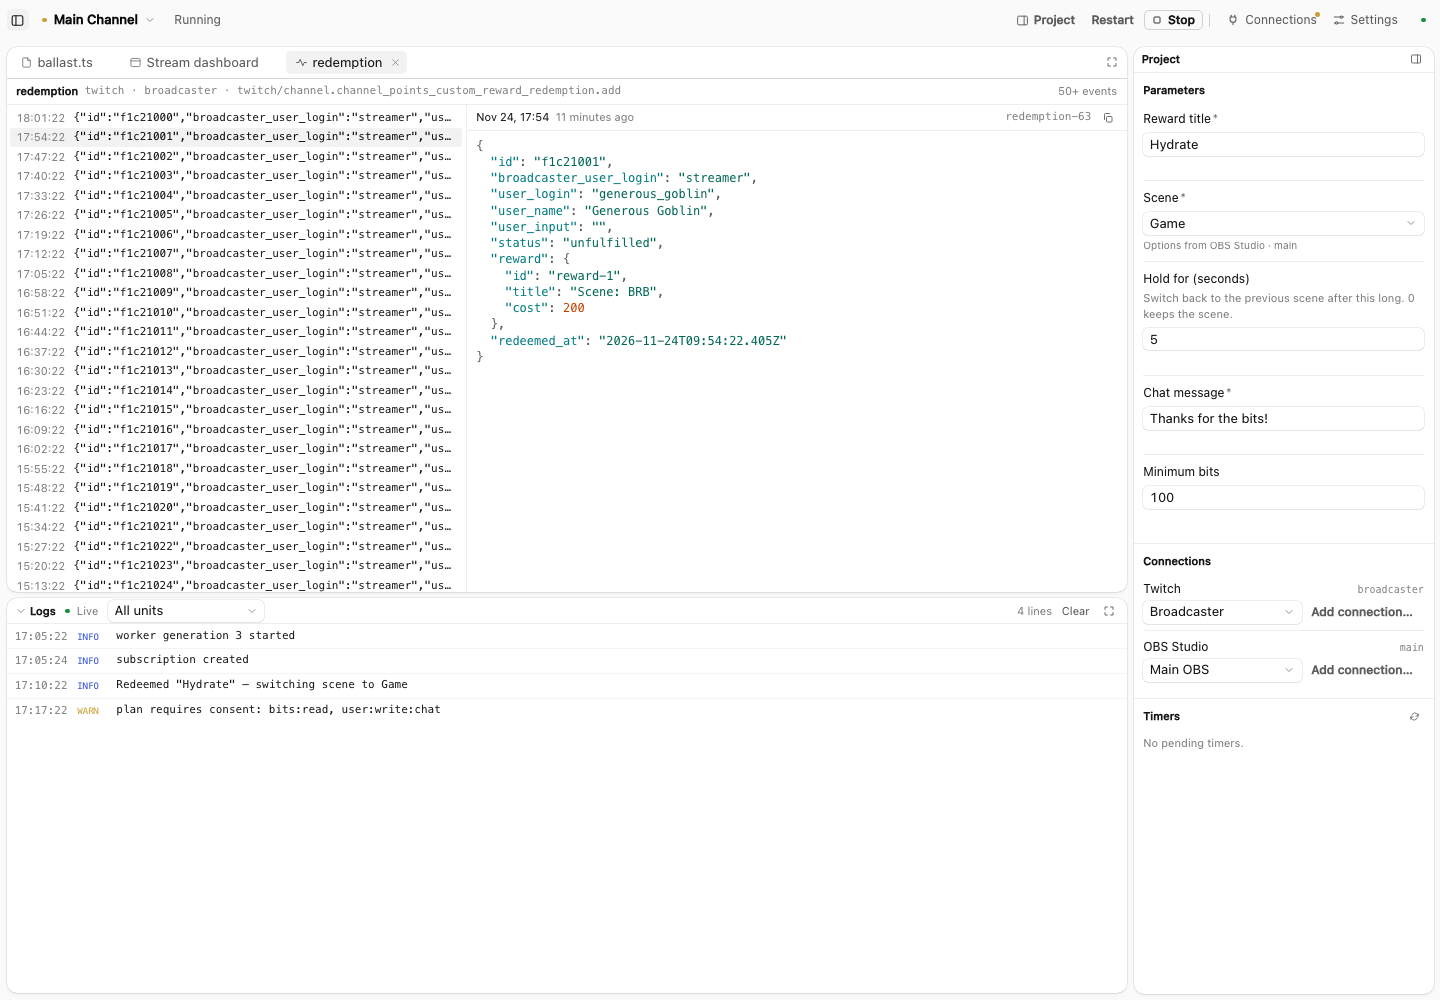 Main Channel
Running
Project
Restart
Stop
Connections
Settings
ballast.ts
Stream dashboard
redemption
redemption twitch · broadcaster · twitch/channel.channel_points_custom_reward_redemption.add
50+ events
18:01:22 {"id":"f1c21000","broadcaster_user_login":"streamer","us…
17:54:22 {"id":"f1c21001","broadcaster_user_login":"streamer","us…
17:47:22 {"id":"f1c21002","broadcaster_user_login":"streamer","us…
17:40:22 {"id":"f1c21003","broadcaster_user_login":"streamer","us…
17:33:22 {"id":"f1c21004","broadcaster_user_login":"streamer","us…
17:26:22 {"id":"f1c21005","broadcaster_user_login":"streamer","us…
17:19:22 {"id":"f1c21006","broadcaster_user_login":"streamer","us…
17:12:22 {"id":"f1c21007","broadcaster_user_login":"streamer","us…
17:05:22 {"id":"f1c21008","broadcaster_user_login":"streamer","us…
16:58:22 {"id":"f1c21009","broadcaster_user_login":"streamer","us…
16:51:22 {"id":"f1c21010","broadcaster_user_login":"streamer","us…
16:44:22 {"id":"f1c21011","broadcaster_user_login":"streamer","us…
16:37:22 {"id":"f1c21012","broadcaster_user_login":"streamer","us…
16:30:22 {"id":"f1c21013","broadcaster_user_login":"streamer","us…
16:23:22 {"id":"f1c21014","broadcaster_user_login":"streamer","us…
16:16:22 {"id":"f1c21015","broadcaster_user_login":"streamer","us…
16:09:22 {"id":"f1c21016","broadcaster_user_login":"streamer","us…
16:02:22 {"id":"f1c21017","broadcaster_user_login":"streamer","us…
15:55:22 {"id":"f1c21018","broadcaster_user_login":"streamer","us…
15:48:22 {"id":"f1c21019","broadcaster_user_login":"streamer","us…
15:41:22 {"id":"f1c21020","broadcaster_user_login":"streamer","us…
15:34:22 {"id":"f1c21021","broadcaster_user_login":"streamer","us…
15:27:22 {"id":"f1c21022","broadcaster_user_login":"streamer","us…
15:20:22 {"id":"f1c21023","broadcaster_user_login":"streamer","us…
15:13:22 {"id":"f1c21024","broadcaster_user_login":"streamer","us…
Nov 24, 17:54 11 minutes ago
redemption-63
{
"id": "f1c21001",
"broadcaster_user_login": "streamer",
"user_login": "generous_goblin",
"user_name": "Generous Goblin",
"user_input": "",
"status": "unfulfilled",
"reward": {
"id": "reward-1",
"title": "Scene: BRB",
"cost": 200
},
"redeemed_at": "2026-11-24T09:54:22.405Z"
}
Logs
Live
All units
4 lines
Clear
17:05:22 INFO worker generation 3 started
17:05:24 INFO subscription created
17:10:22 INFO Redeemed "Hydrate" — switching scene to Game
17:17:22 WARN plan requires consent: bits:read, user:write:chat
Project
Parameters
Reward title *
Hydrate
Scene *
Game
Options from OBS Studio · main
Hold for (seconds)
Switch back to the previous scene after this long. 0
keeps the scene.
5
Chat message *
Thanks for the bits!
Minimum bits
100
Connections
Twitch broadcaster
Broadcaster Add connection…
OBS Studio main
Main OBS Add connection…
Timers
No pending timers.